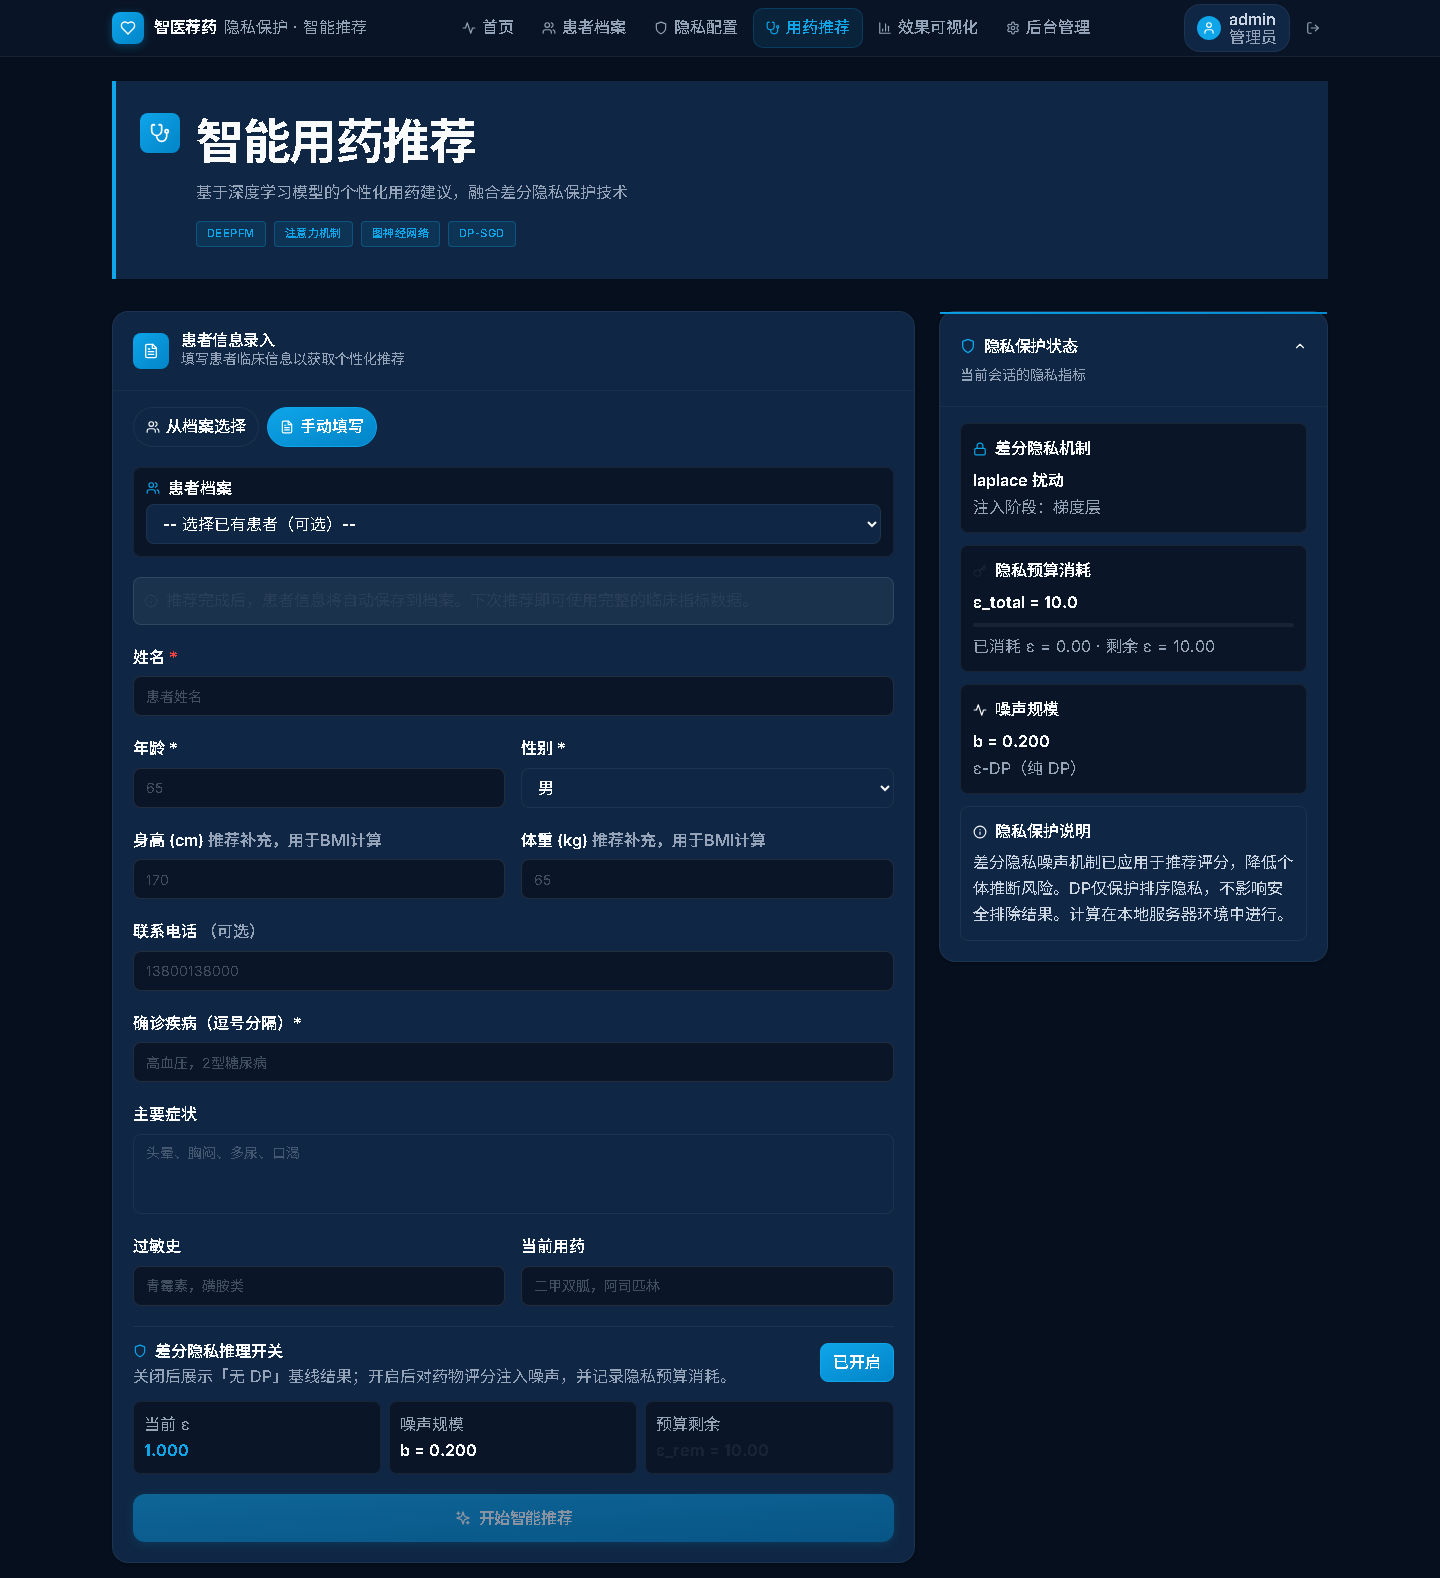 智医荐药 隐私保护 · 智能推荐
首页
患者档案
隐私配置
用药推荐
效果可视化
后台管理
admin
管理员
智能用药推荐
基于深度学习模型的个性化用药建议，融合差分隐私保护技术
DEEPFM
注意力机制
图神经网络
DP-SGD
患者信息录入
填写患者临床信息以获取个性化推荐
从档案选择
手动填写
患者档案
-- 选择已有患者（可选）--
推荐完成后，患者信息将自动保存到档案。下次推荐即可使用完整的临床指标数据。
姓名 *
患者姓名
年龄 *
65
性别 *
男
身高 (cm) 推荐补充，用于BMI计算
170
体重 (kg) 推荐补充，用于BMI计算
65
联系电话 （可选）
13800138000
确诊疾病（逗号分隔）*
高血压，2型糖尿病
主要症状
头晕、胸闷、多尿、口渴
过敏史
青霉素，磺胺类
当前用药
二甲双胍，阿司匹林
差分隐私推理开关
关闭后展示「无 DP」基线结果；开启后对药物评分注入噪声，并记录隐私预算消耗。
已开启
当前 ε
1.000
噪声规模
b = 0.200
预算剩余
ε_rem = 10.00
开始智能推荐
隐私保护状态
当前会话的隐私指标
差分隐私机制
laplace 扰动
注入阶段：梯度层
隐私预算消耗
ε_total = 10.0
已消耗 ε = 0.00 · 剩余 ε = 10.00
噪声规模
b = 0.200
ε-DP（纯 DP）
隐私保护说明
差分隐私噪声机制已应用于推荐评分，降低个
体推断风险。DP仅保护排序隐私，不影响安
全排除结果。计算在本地服务器环境中进行。